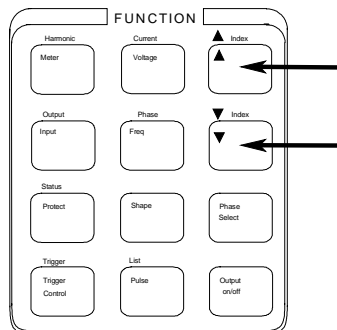 FUNCTION
Harmonic Current ▲ Index
Meter Voltage ▲
Output Phase ▼ Index
Input Freq ▼
Status
Protect Shape Phase
Select
Trigger List
Trigger Pulse Output
Control on/off